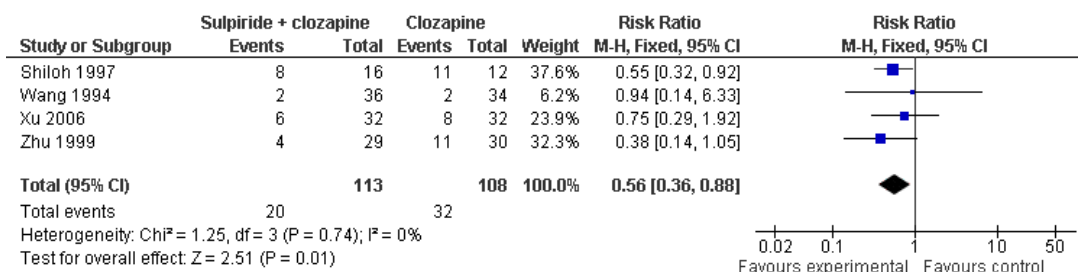 Sulpiride + clozapine Clozapine Risk Ratio Risk Ratio
Study or Subgroup Events Total Events Total Weight M-H, Fixed, 95% CI M-H, Fixed, 95% CI
Shiloh 1997 8 16 11 12 37.6% 0.55 [0.32, 0.92]
Wang 1994 2 36 2 34 6.2% 0.94 [0.14, 6.33]
Xu 2006 6 32 8 32 23.9% 0.75 [0.29, 1.92]
Zhu 1999 4 29 11 30 32.3% 0.38 [0.14, 1.05]
Total (95% CI) 113 108 100.0% 0.56 [0.36, 0.88]
Total events 20 32
Heterogeneity: Chi² = 1.25, df = 3 (P = 0.74); I² = 0%
Test for overall effect: Z = 2.51 (P = 0.01)
0.02 0.1 1 10 50
Favours experimental Favours control